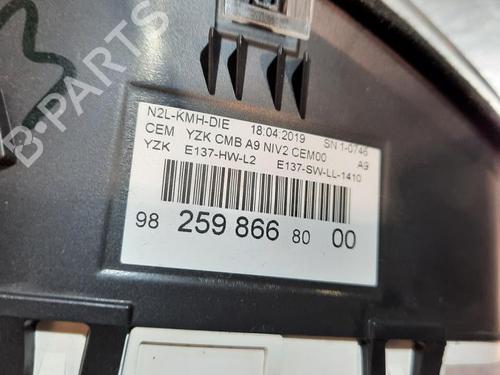 N2L-KMH-DIE 18:04:2019 SN 1-0746
CEM YZK CMB A9 NIV2 CEM00 A9
YZK E137-HW-L2 E137-SW-LL-1410
98 259 866 80 00
B-PARTS